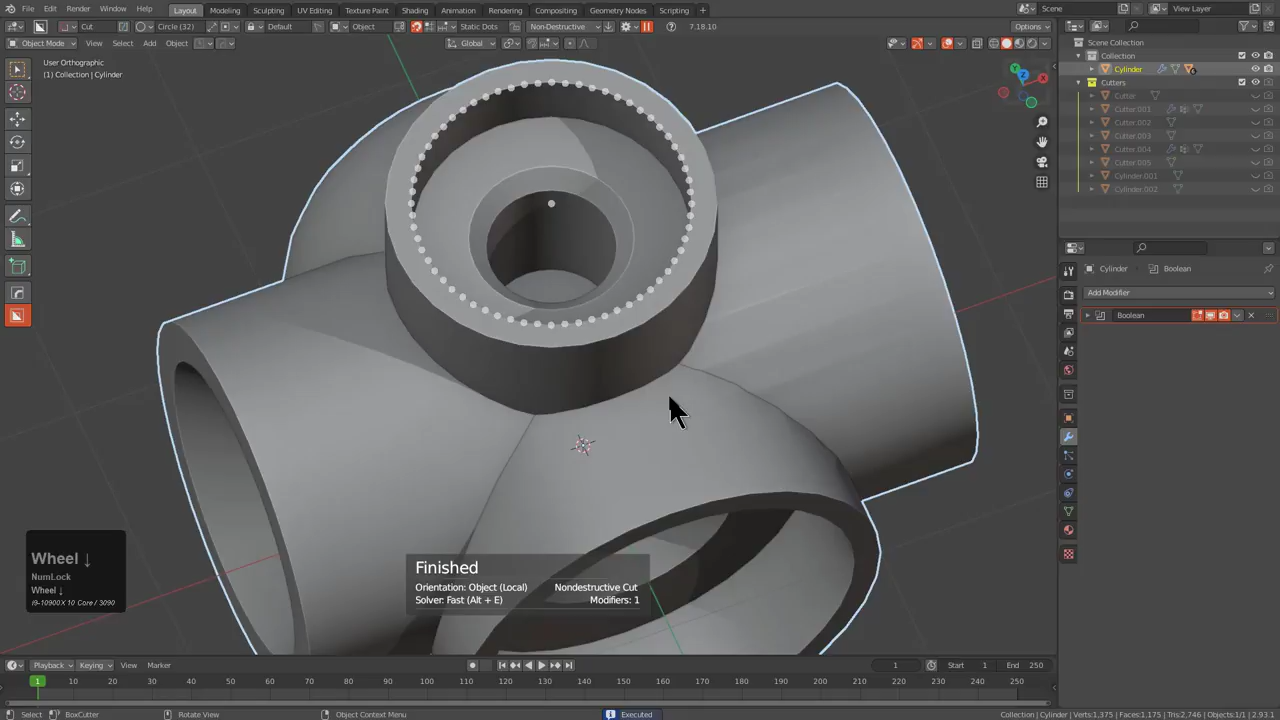 File Edit Render Window Help Layout Modeling Sculpting UV Editing Texture Paint Shading Animation Rendering Compositing Geometry Nodes Scripting + Scene View Layer
Cut Circle (32) Default Object Static Dots Non-Destructive 7.18.10 Options
Object Mode View Select Add Object Global
User Orthographic
(1) Collection | Cylinder
Scene Collection
Collection
Cylinder
Cutters
Cutter
Cutter.001
Cutter.002
Cutter.003
Cutter.004
Cutter.005
Cylinder.001
Cylinder.002
Cylinder Boolean
Add Modifier
Boolean
Wheel ↓
NumLock
Wheel ↓
i9-10900X 10 Core / 3090
Finished
Orientation: Object (Local) Nondestructive Cut
Solver: Fast (Alt + E) Modifiers: 1
Playback Keying View Marker 1 Start 1 End 250
1 10 20 30 40 50 60 70 80 90 100 110 120 130 140 150 160 170 180 190 200 210 220 230 240 250
Select BoxCutter Rotate View Object Context Menu Executed Collection | Cylinder | Verts:1,375 | Faces:1,175 | Tris:2,746 | Objects:1/1 | 2.93.1